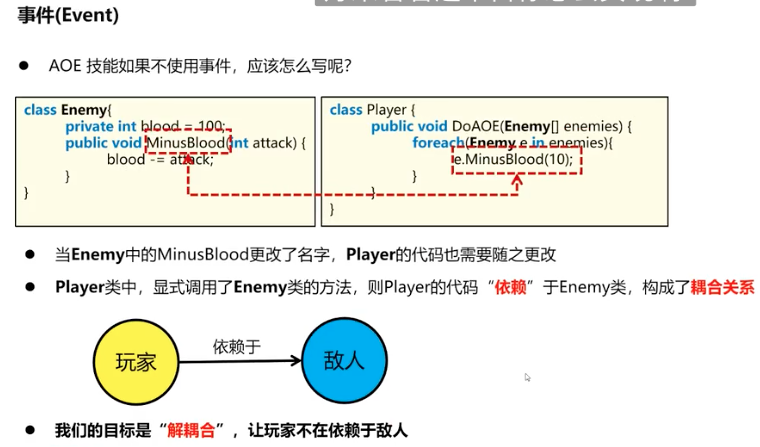 事件(Event)
● AOE 技能如果不使用事件，应该怎么写呢？
class Enemy{
private int blood = 100;
public void MinusBlood(int attack) {
blood -= attack;
}
}
class Player {
public void DoAOE(Enemy[] enemies) {
foreach(Enemy e in enemies){
e.MinusBlood(10);
}
}
}
● 当Enemy中的MinusBlood更改了名字，Player的代码也需要随之更改
● Player类中，显式调用了Enemy类的方法，则Player的代码“依赖”于Enemy类，构成了耦合关系
玩家
依赖于
敌人
● 我们的目标是“解耦合”，让玩家不在依赖于敌人